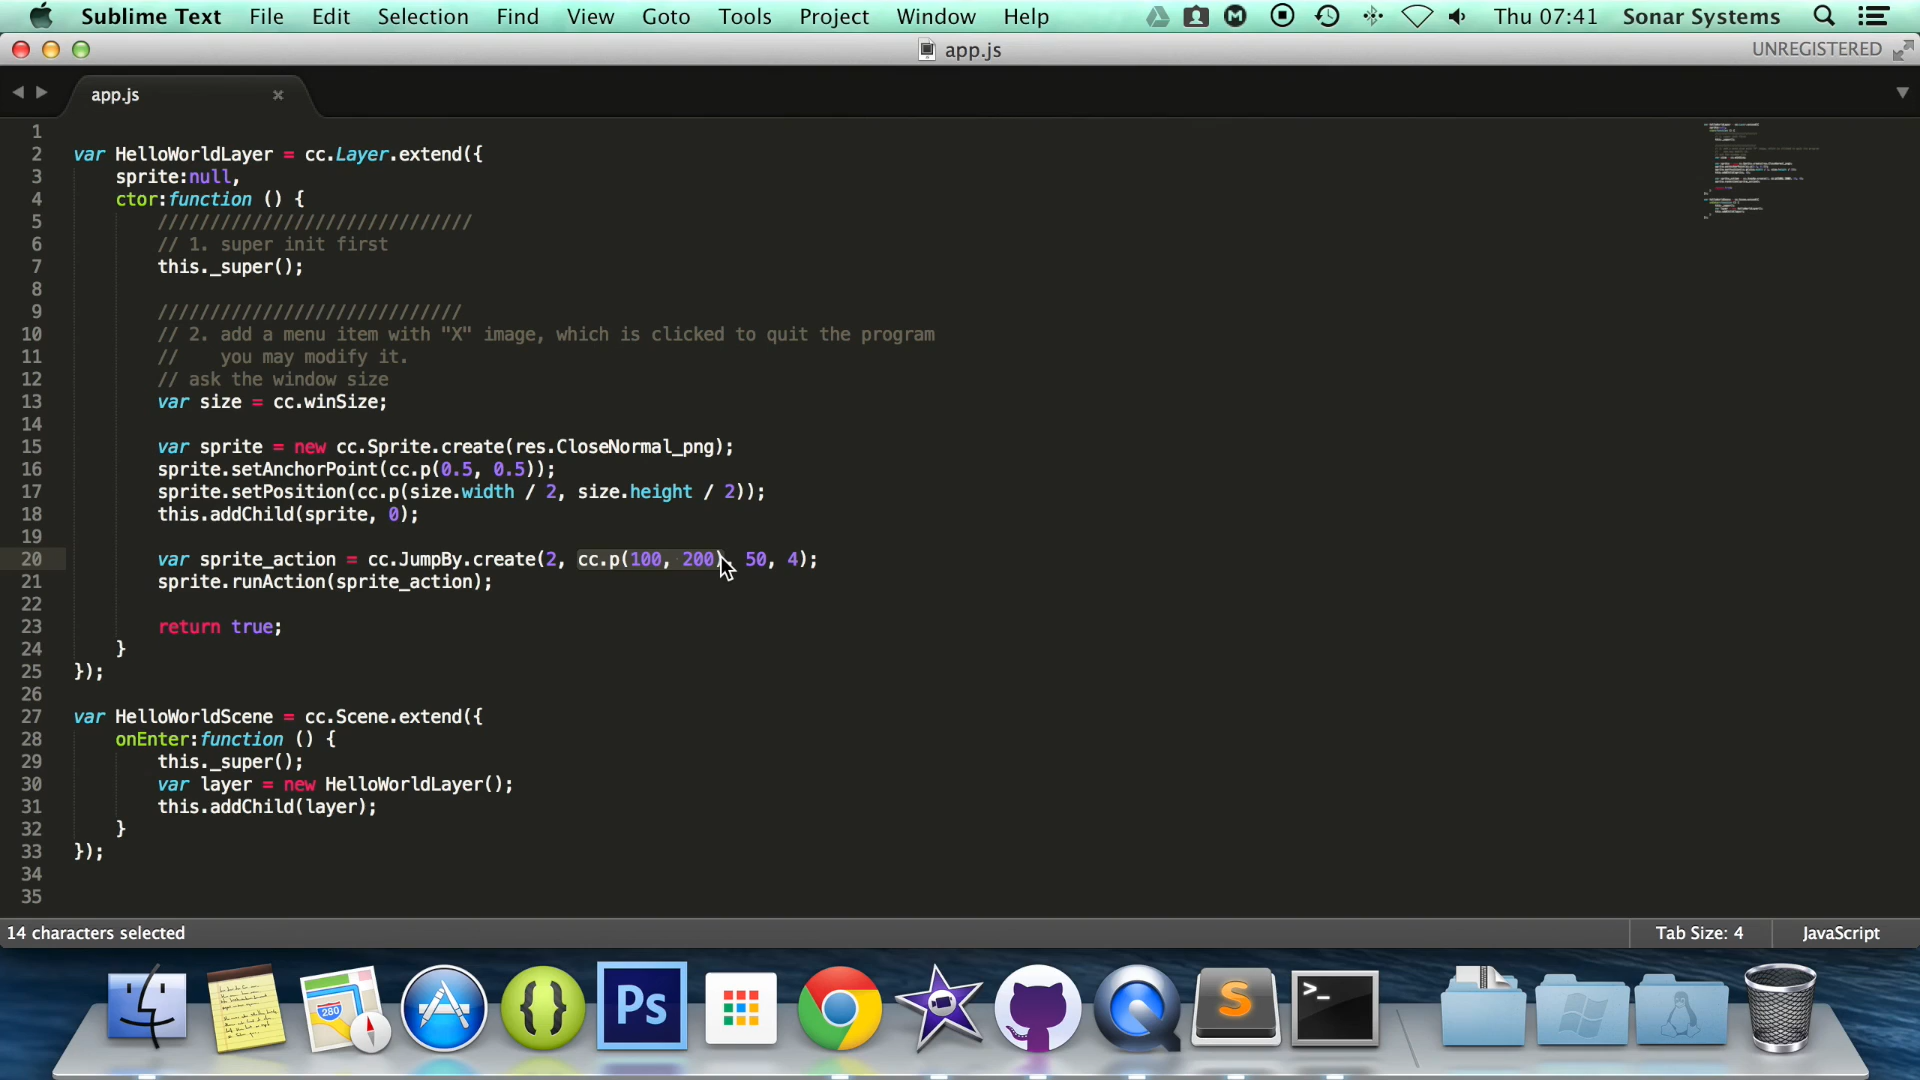 Sublime Text File Edit Selection Find View Goto Tools Project Window Help Thu 07:41 Sonar Systems
app.js UNREGISTERED
app.js
1
2 var HelloWorldLayer = cc.Layer.extend({
3 sprite:null,
4 ctor:function () {
5 //////////////////////////////
6 // 1. super init first
7 this._super();
8
9 /////////////////////////////
10 // 2. add a menu item with "X" image, which is clicked to quit the program
11 // you may modify it.
12 // ask the window size
13 var size = cc.winSize;
14
15 var sprite = new cc.Sprite.create(res.CloseNormal_png);
16 sprite.setAnchorPoint(cc.p(0.5, 0.5));
17 sprite.setPosition(cc.p(size.width / 2, size.height / 2));
18 this.addChild(sprite, 0);
19
20 var sprite_action = cc.JumpBy.create(2, cc.p(100, 200), 50, 4);
21 sprite.runAction(sprite_action);
22
23 return true;
24 }
25 });
26
27 var HelloWorldScene = cc.Scene.extend({
28 onEnter:function () {
29 this._super();
30 var layer = new HelloWorldLayer();
31 this.addChild(layer);
32 }
33 });
34
35
14 characters selected Tab Size: 4 JavaScript
280 {} Ps S >_